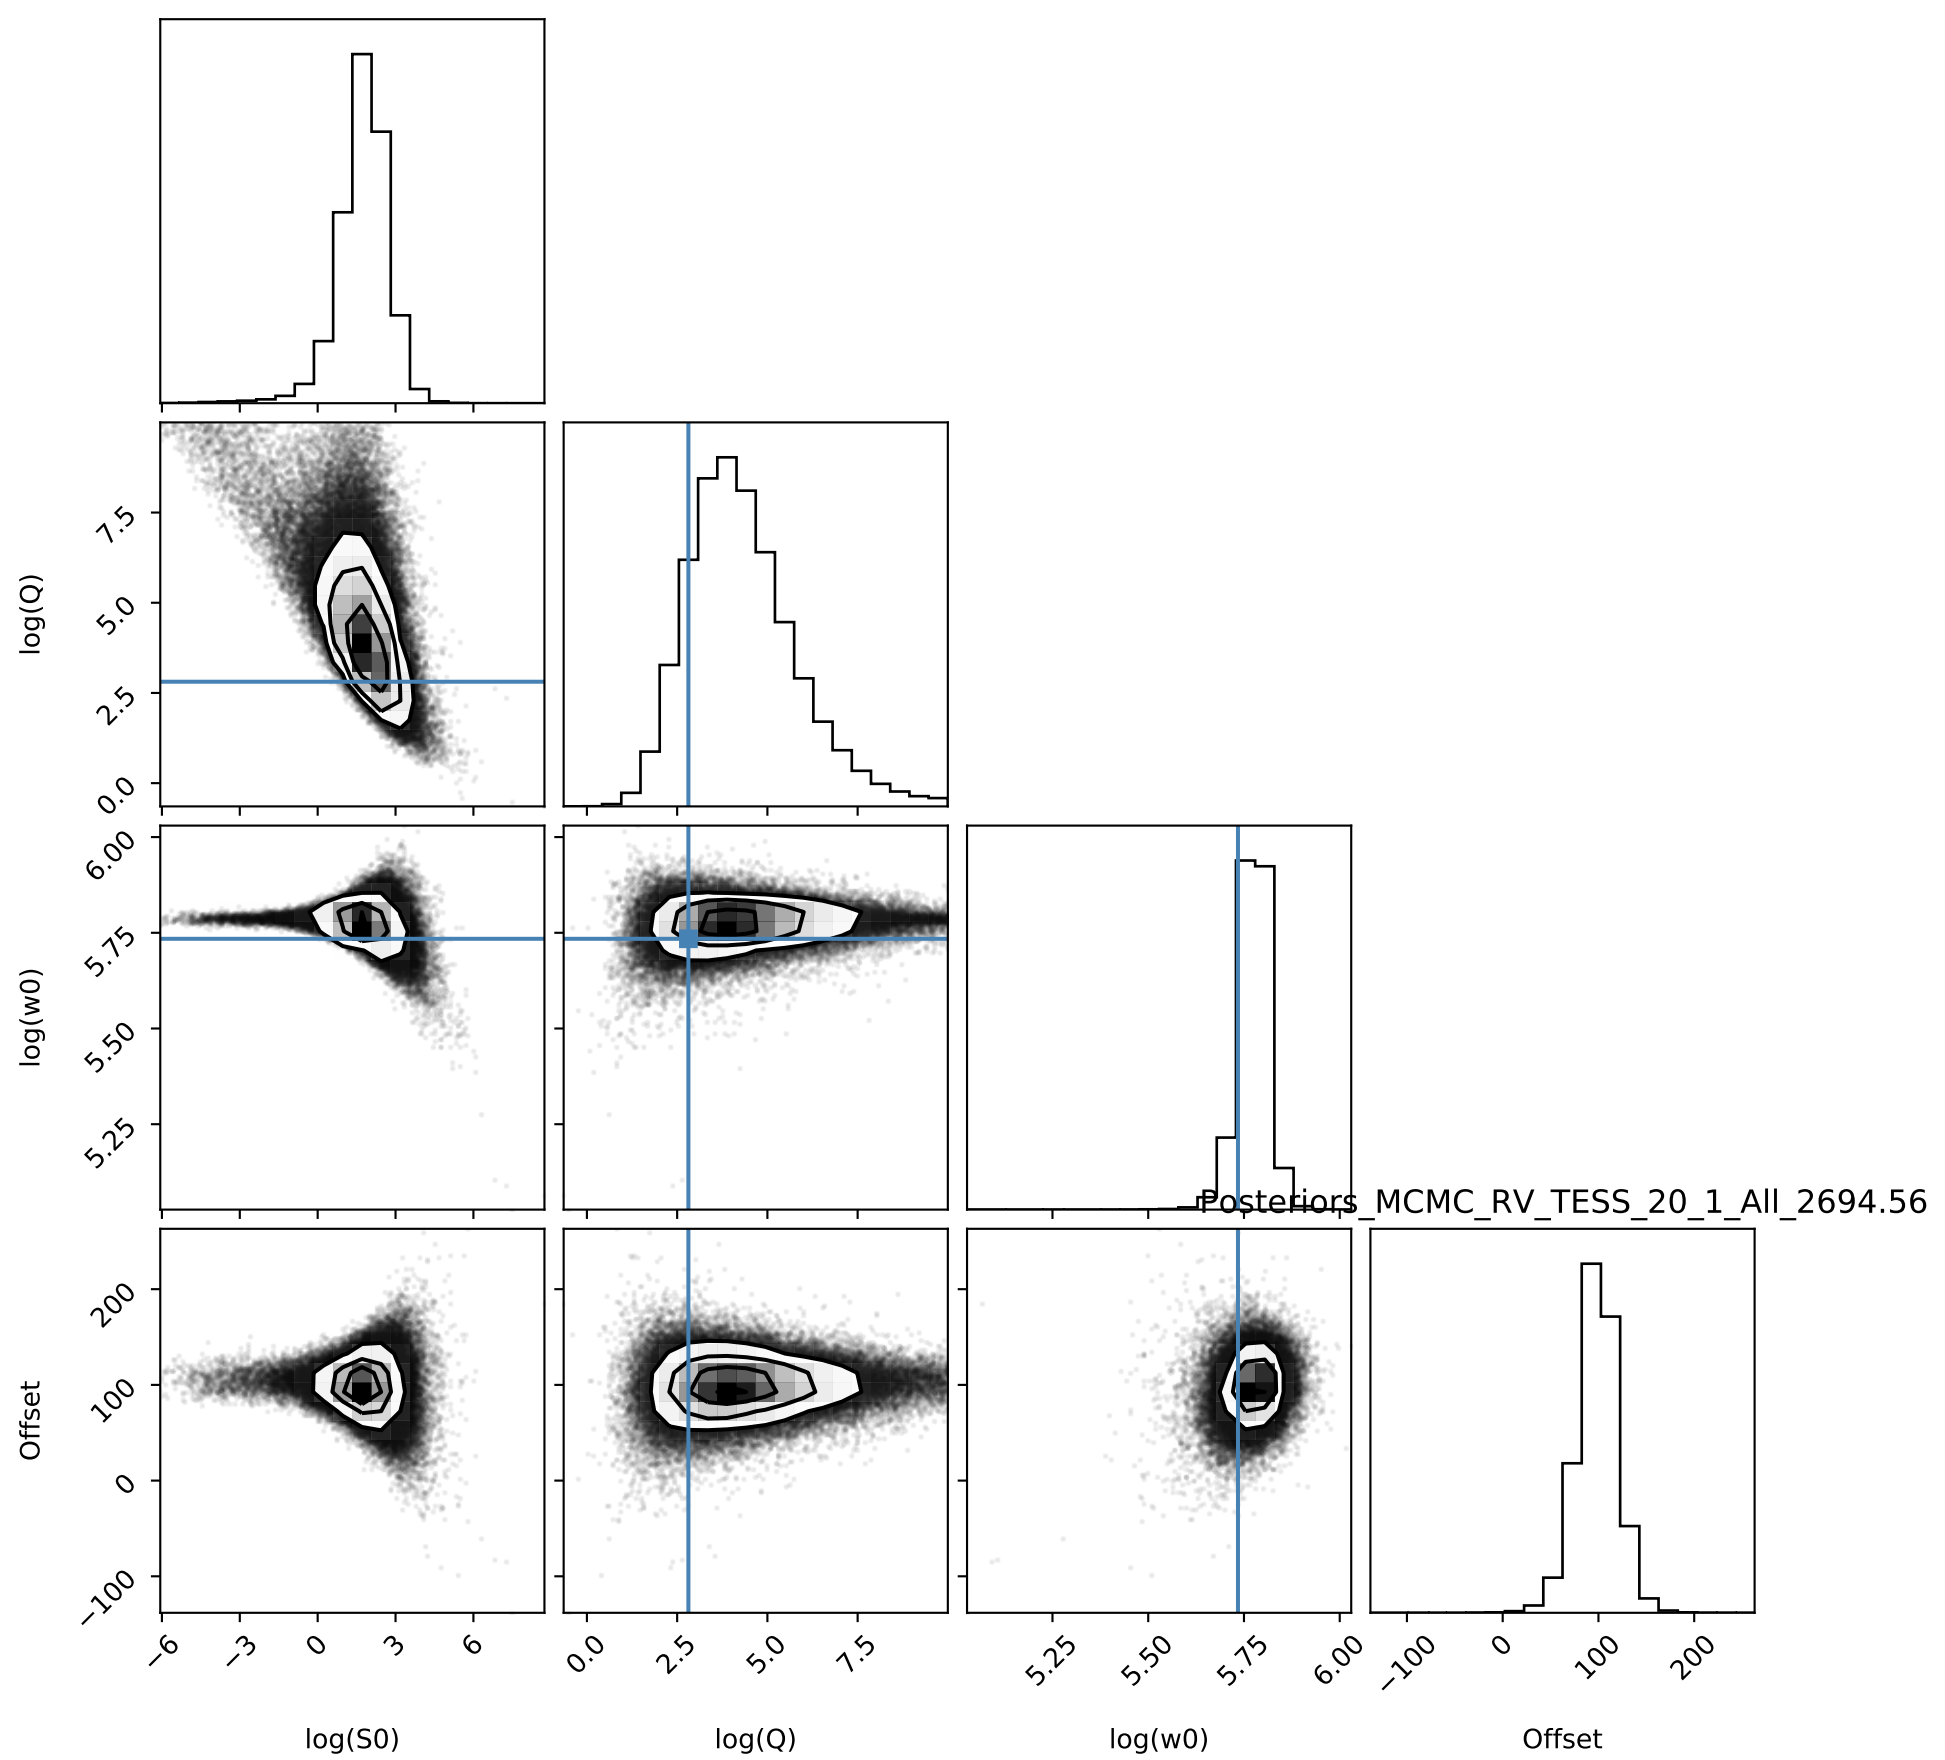 log(Q)
7.5
5.0
2.5
0.0
log(w0)
6.00
5.75
5.50
5.25
Posteriors_MCMC_RV_TESS_20_1_All_2694.56
Offset
200
100
0
−100
−6 −3 0 3 6 0.0 2.5 5.0 7.5 5.25 5.50 5.75 6.00 −100 0 100 200
log(S0) log(Q) log(w0) Offset